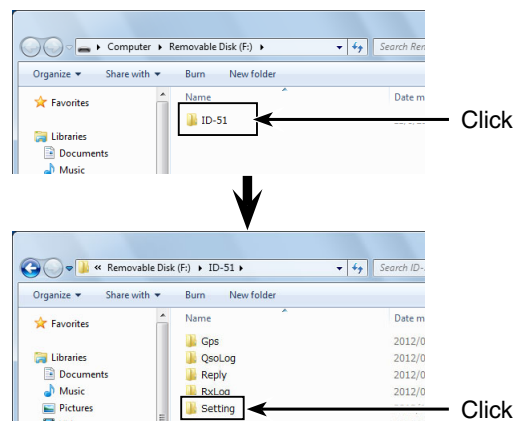 Computer Removable Disk (F:) Search Rem
Organize Share with Burn New folder
Favorites Name Date m
ID-51 Click
Libraries
Documents
Music
« Removable Disk (F:) ID-51 Search ID-
Organize Share with Burn New folder
Favorites Name Date m
Gps 2012/0
Libraries QsoLog 2012/0
Documents Reply 2012/0
Music RxLog 2012/0
Pictures Setting Click